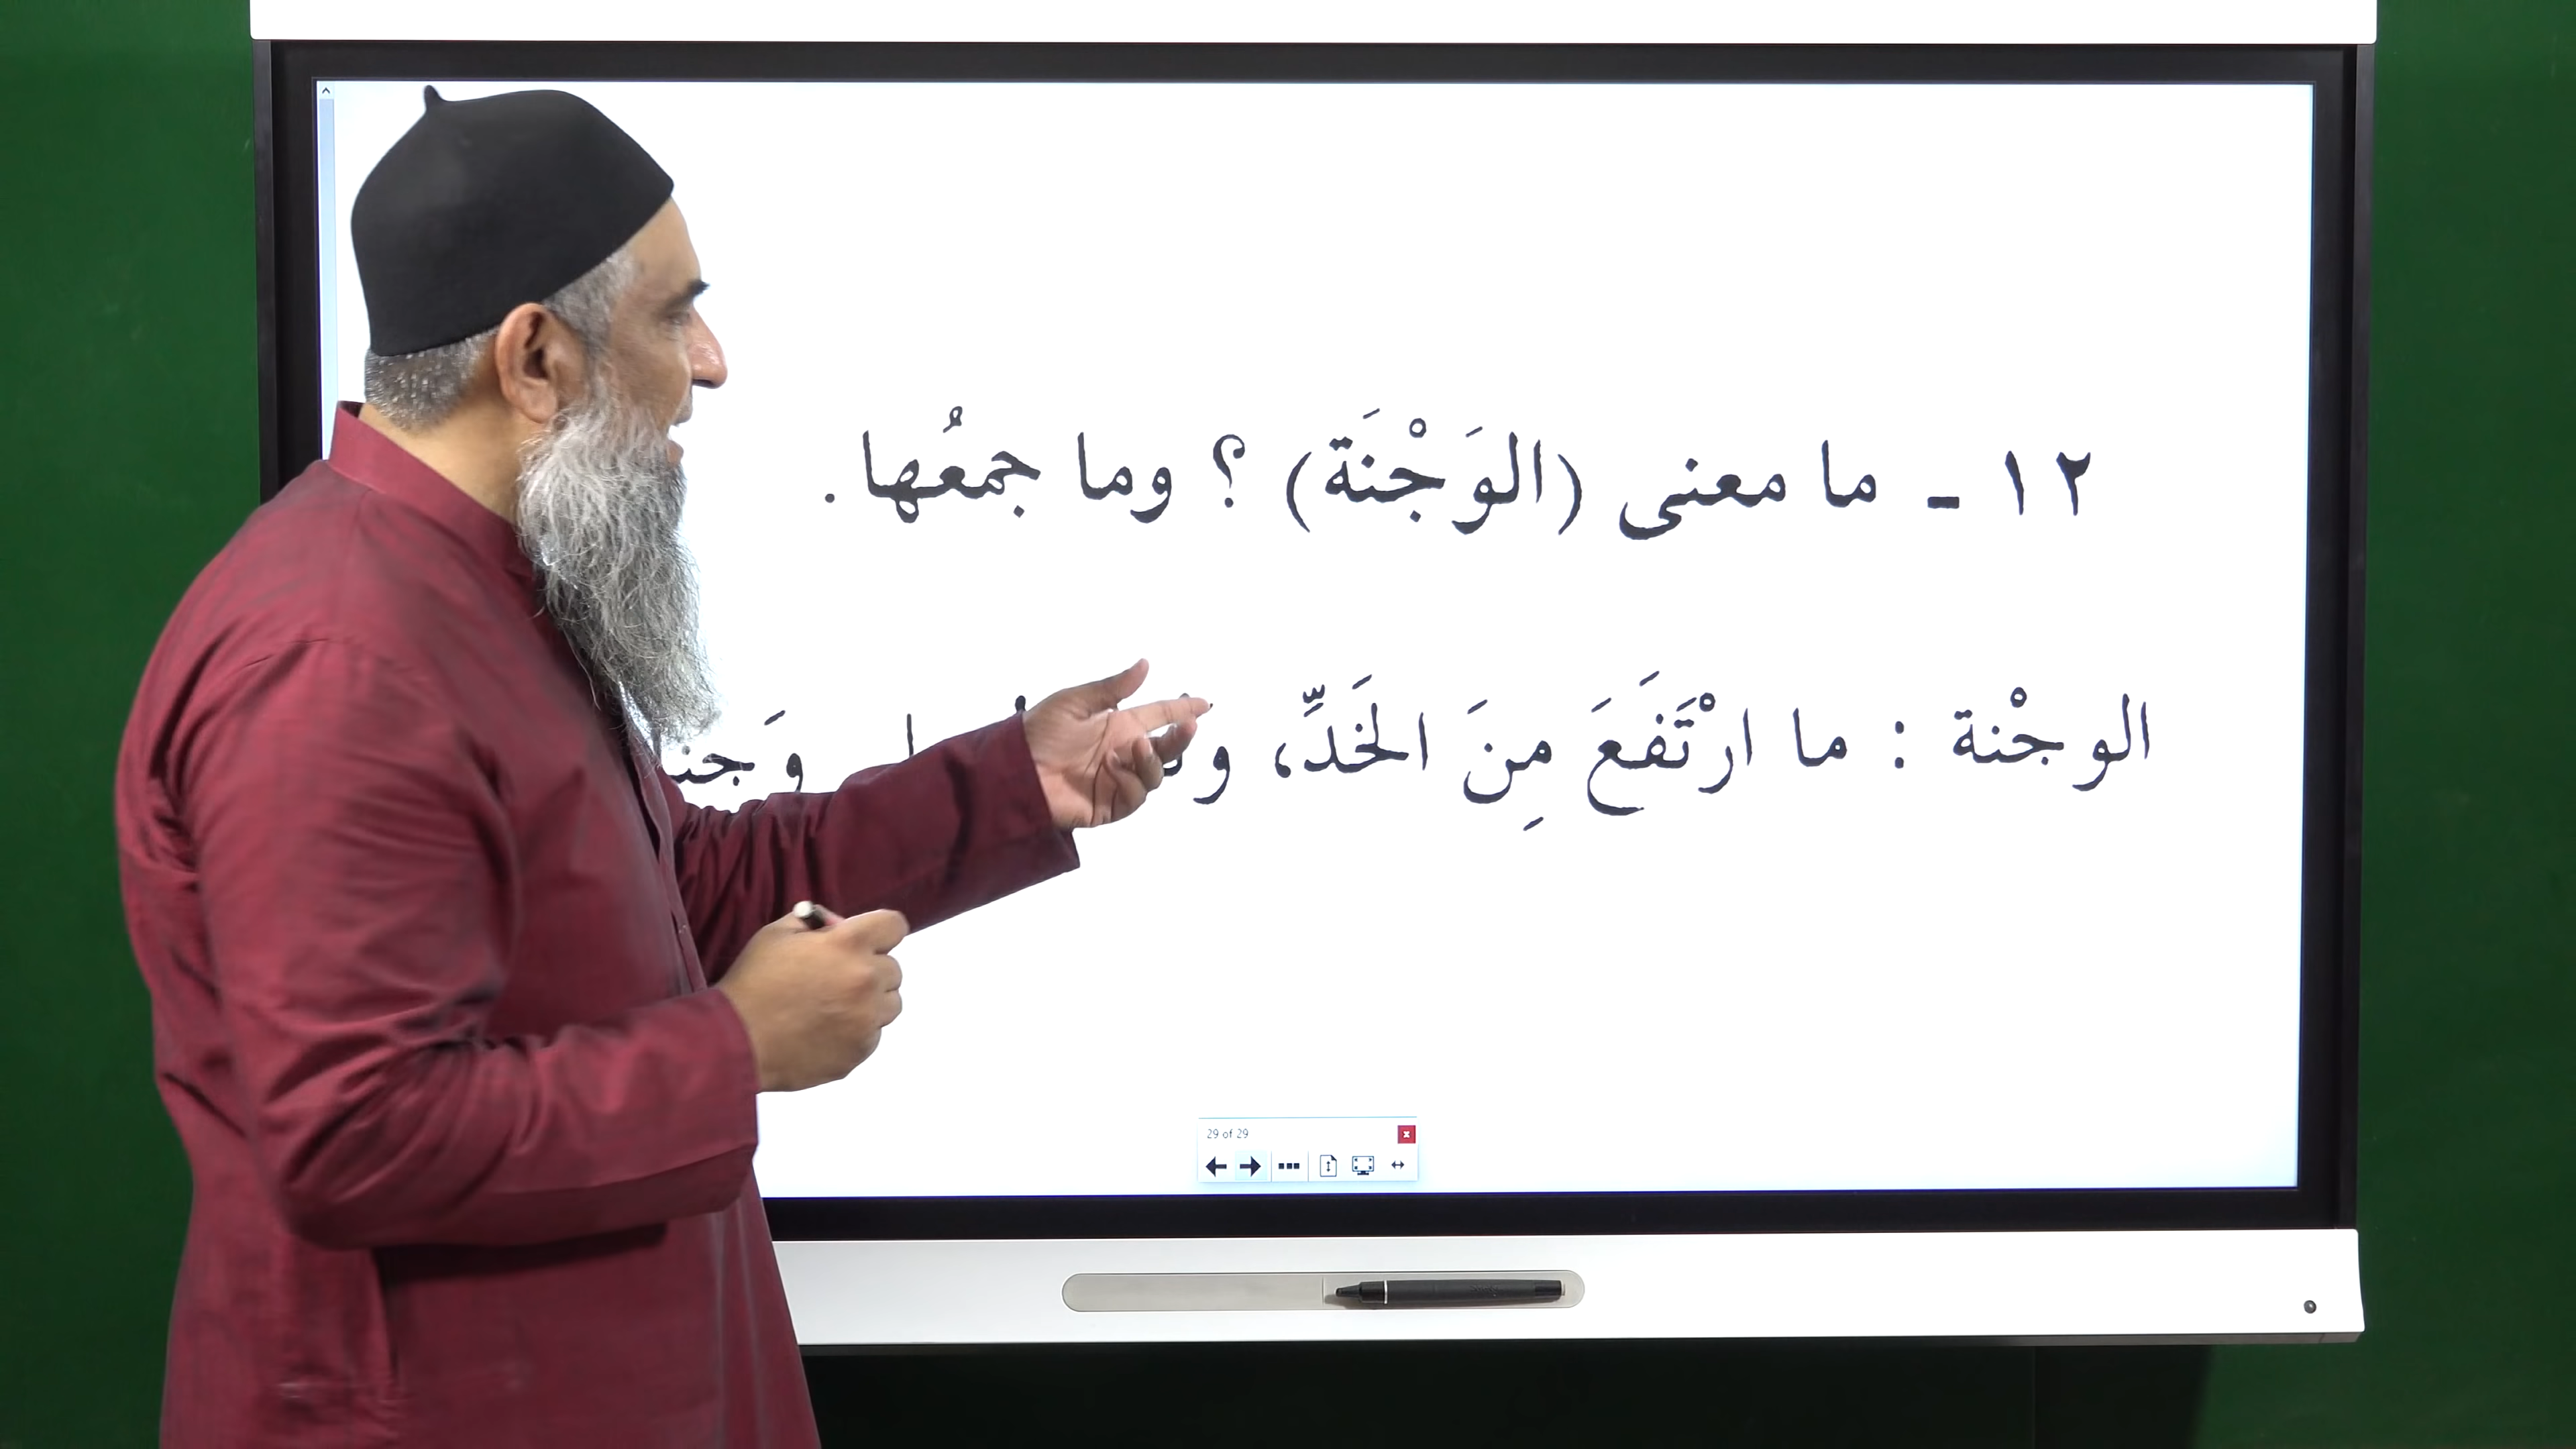 ١٢ ـ ما معنى (الوَجْنَة) ؟ وما جمعُها .
الوجْنة : ما ارْتَفَعَ مِنَ الخَدِّ،
29 of 29